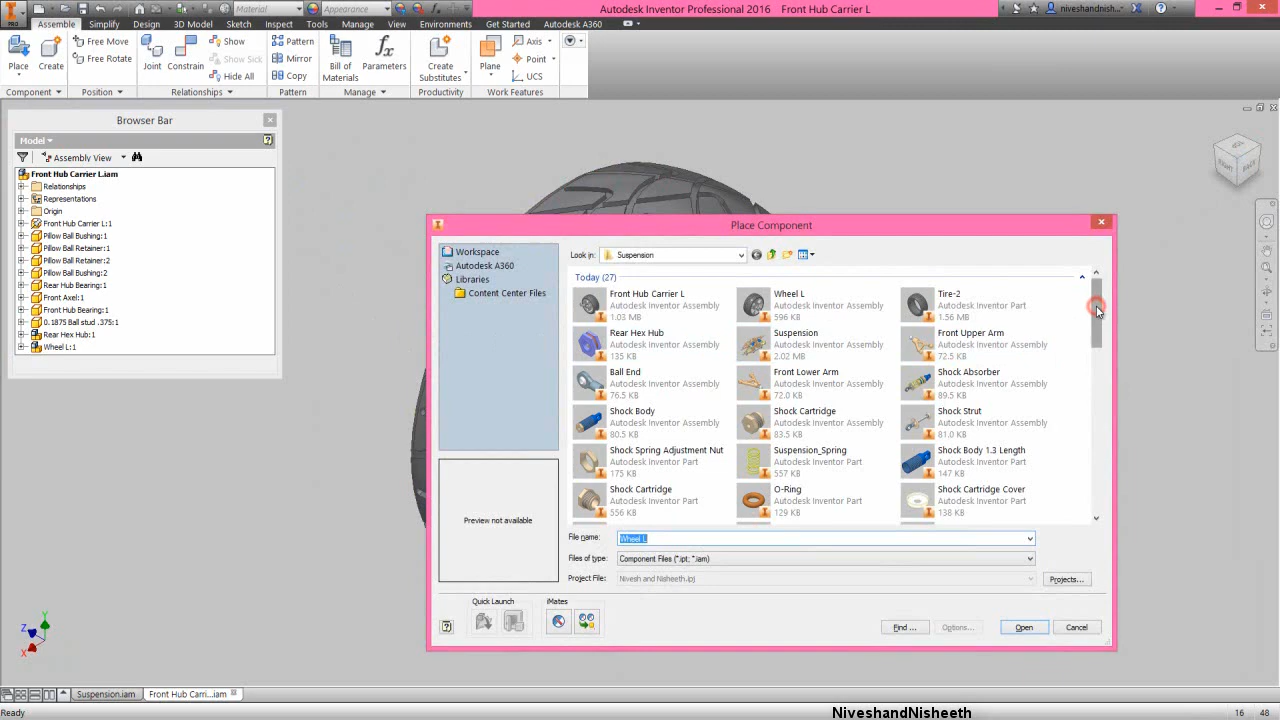 Material
Appearance
Autodesk Inventor Professional 2016 Front Hub Carrier L
niveshandnish...
PRO
Assemble Simplify Design 3D Model Sketch Inspect Tools Manage View Environments Get Started Autodesk A360
Place Create Free Move Free Rotate Joint Constrain Show Show Sick Hide All Pattern Mirror Copy Bill of Materials Parameters Create Substitutes Plane Axis Point UCS
Component Position Relationships Pattern Manage Productivity Work Features
Browser Bar
Model
Assembly View
Front Hub Carrier L.iam
Relationships
Representations
Origin
Front Hub Carrier L:1
Pillow Ball Bushing:1
Pillow Ball Retainer:1
Pillow Ball Retainer:2
Pillow Ball Bushing:2
Rear Hub Bearing:1
Front Axel:1
Front Hub Bearing:1
0.1875 Ball stud .375:1
Rear Hex Hub:1
Wheel L:1
Place Component
Workspace
Autodesk A360
Libraries
Content Center Files
Preview not available
Look in: Suspension
Today (27)
Front Hub Carrier L
Autodesk Inventor Assembly
1.03 MB
Wheel L
Autodesk Inventor Assembly
596 KB
Tire-2
Autodesk Inventor Part
1.56 MB
Rear Hex Hub
Autodesk Inventor Assembly
135 KB
Suspension
Autodesk Inventor Assembly
2.02 MB
Front Upper Arm
Autodesk Inventor Assembly
72.5 KB
Ball End
Autodesk Inventor Assembly
76.5 KB
Front Lower Arm
Autodesk Inventor Assembly
72.0 KB
Shock Absorber
Autodesk Inventor Assembly
89.5 KB
Shock Body
Autodesk Inventor Assembly
80.5 KB
Shock Cartridge
Autodesk Inventor Assembly
83.5 KB
Shock Strut
Autodesk Inventor Assembly
81.0 KB
Shock Spring Adjustment Nut
Autodesk Inventor Part
175 KB
Suspension_Spring
Autodesk Inventor Part
557 KB
Shock Body 1.3 Length
Autodesk Inventor Part
147 KB
Shock Cartridge
Autodesk Inventor Part
556 KB
O-Ring
Autodesk Inventor Part
129 KB
Shock Cartridge Cover
Autodesk Inventor Part
138 KB
File name: Wheel L
Files of type: Component Files (*.ipt; *.iam)
Project File: Nivesh and Nisheeth.ipj
Projects...
Quick Launch
iMates
Find ...
Options...
Open
Cancel
Z Y X
Suspension.iam
Front Hub Carri...iam
Ready
NiveshandNisheeth
16 48